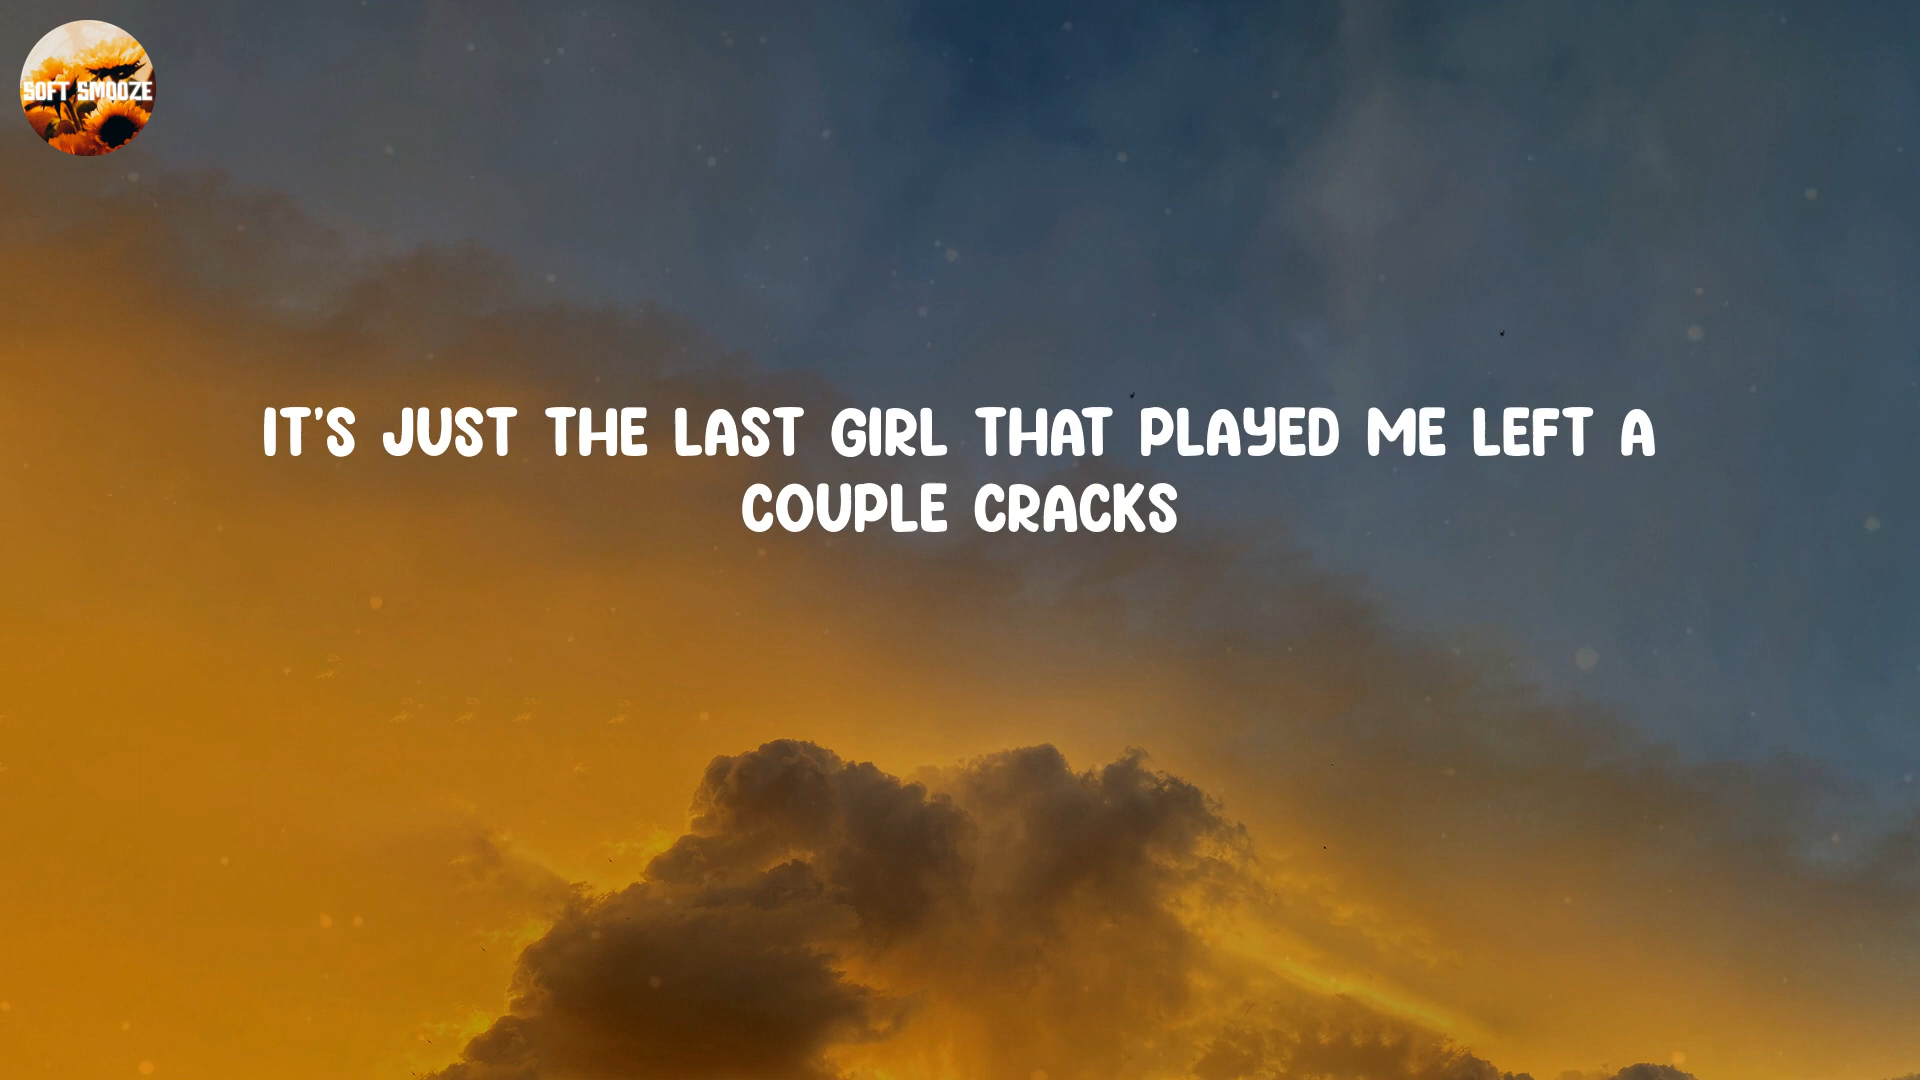 SOFT SMOOZE
IT'S JUST THE LAST GIRL THAT PLAYED ME LEFT A
COUPLE CRACKS